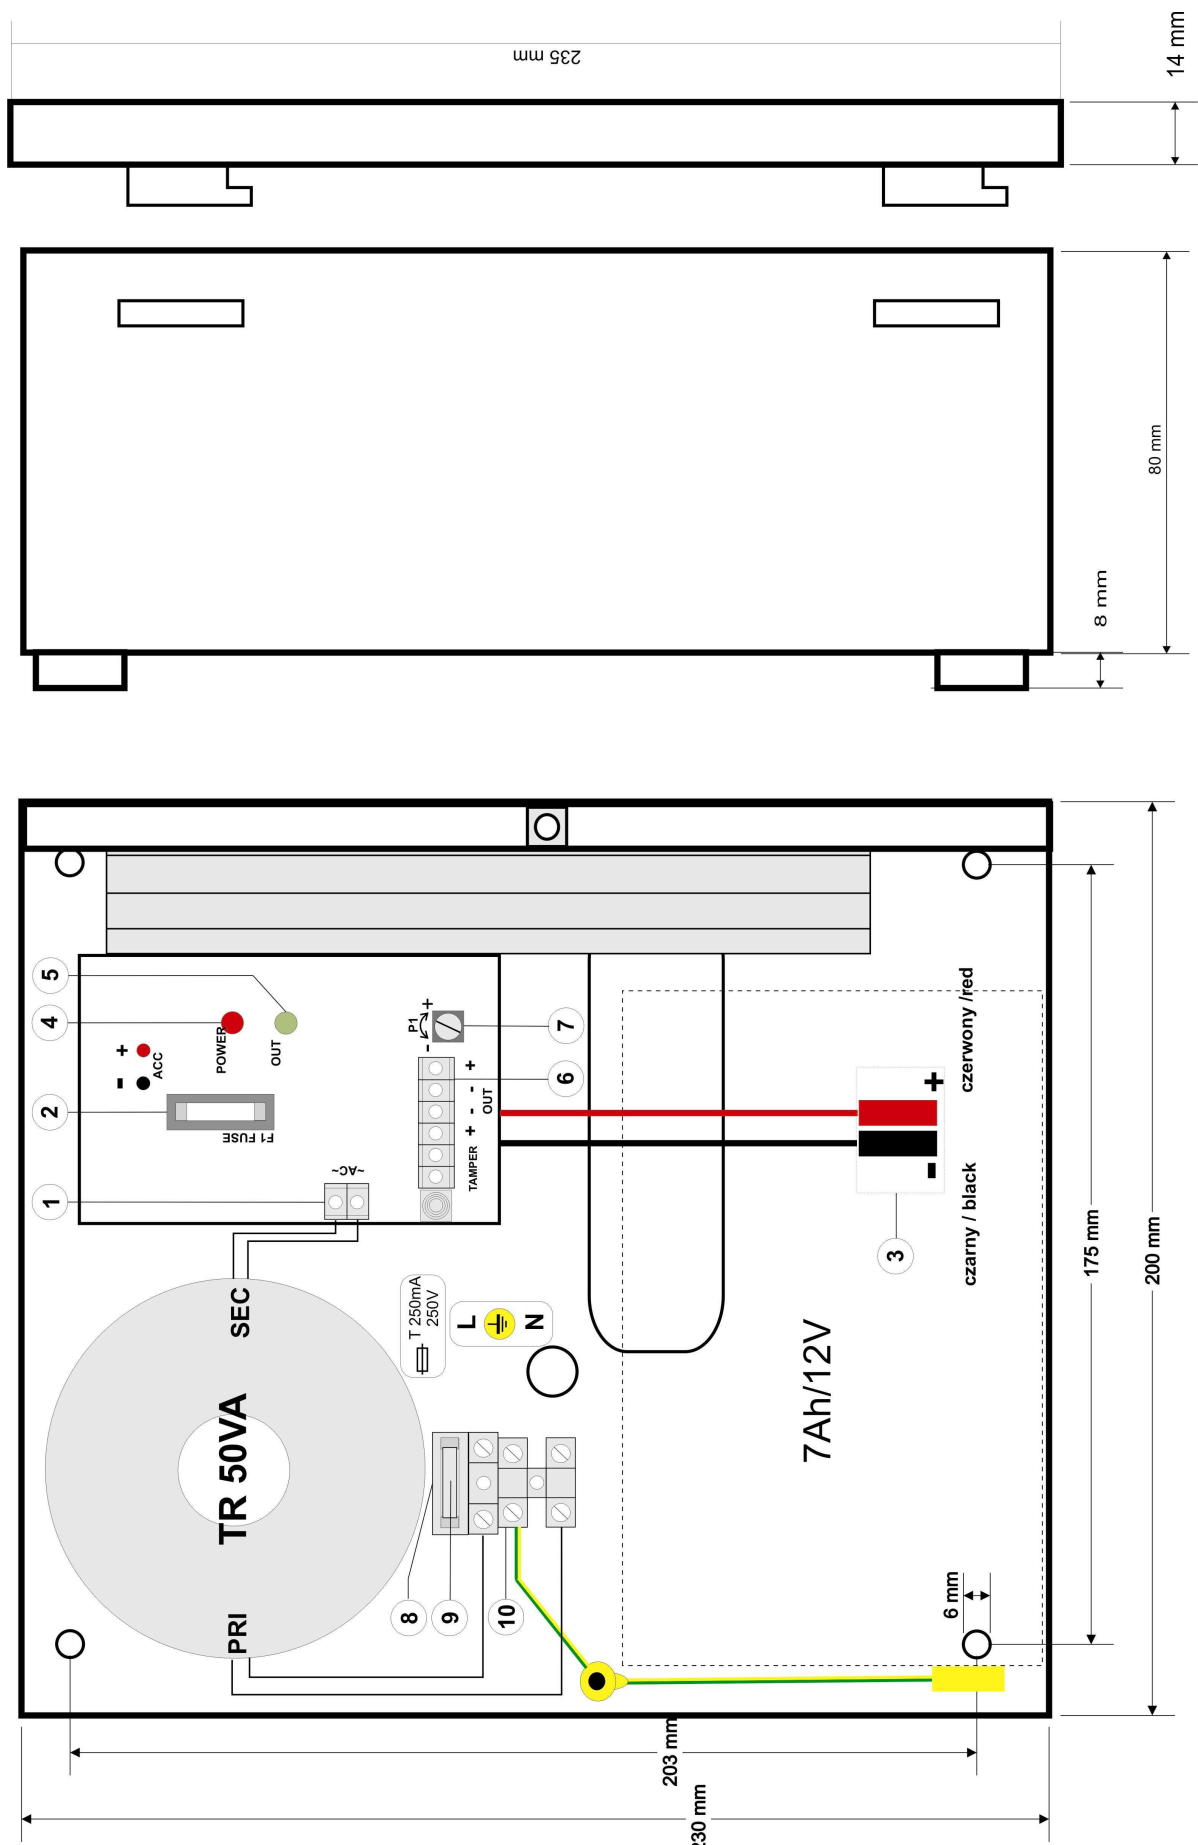 235 mm
14 mm
80 mm
8 mm
5
4
2
1
+
-
ACC
POWER
OUT
F1 FUSE
~AC~
- P1 +
7
6
TAMPER + - - +
OUT
SEC
TR 50VA
PRI
T 250mA
250V
L
N
8
9
10
3
+
-
czerwony /red
czarny / black
7Ah/12V
6 mm
175 mm
200 mm
203 mm